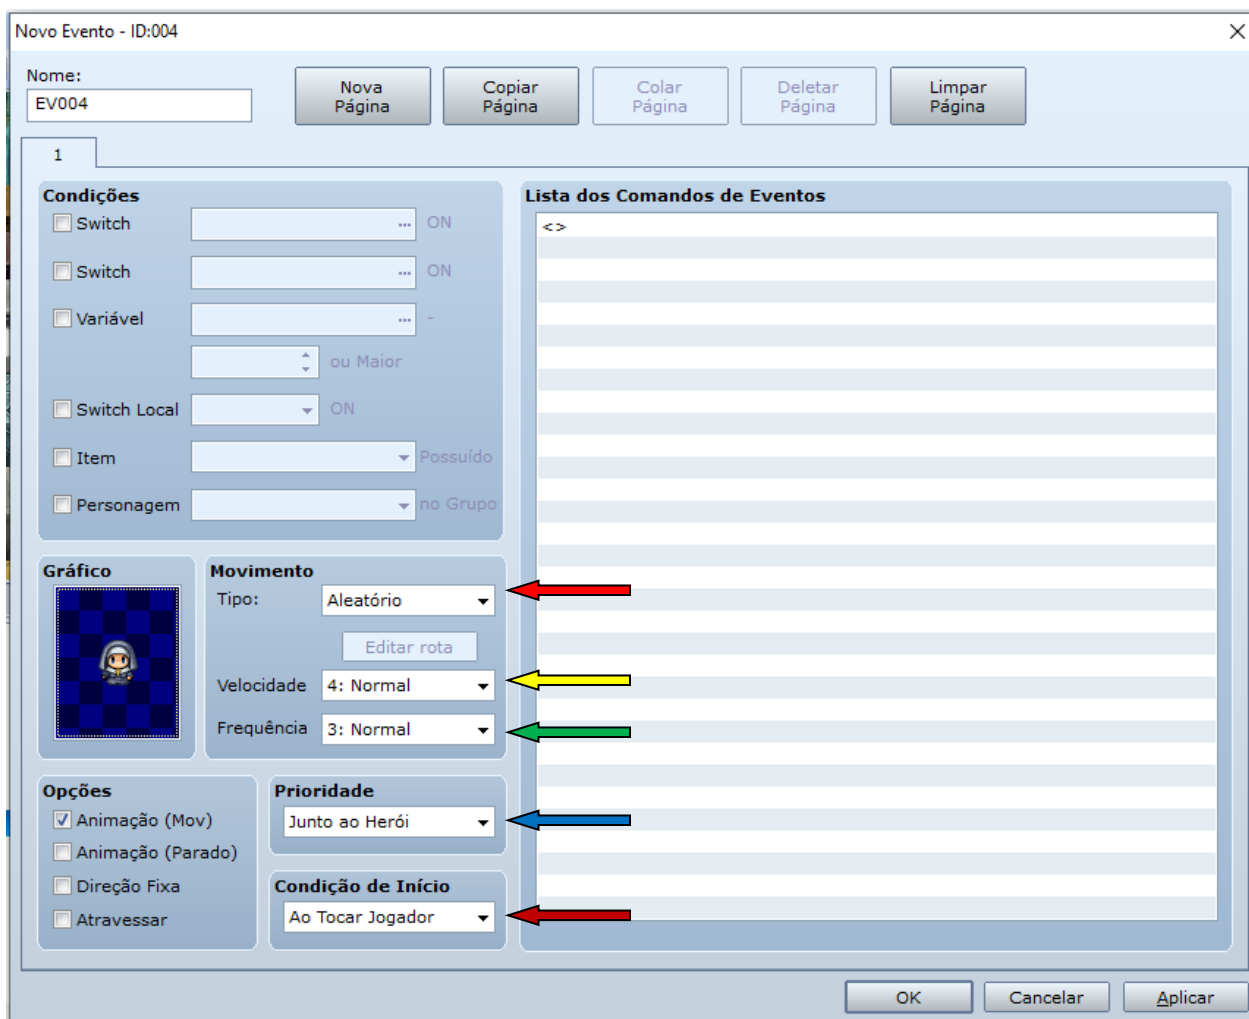 Novo Evento - ID:004
Nome:
EV004
Nova Página
Copiar Página
Colar Página
Deletar Página
Limpar Página
1
Condições
Switch ... ON
Switch ... ON
Variável ... -
ou Maior
Switch Local ON
Item Possuído
Personagem no Grupo
Lista dos Comandos de Eventos
<>
Gráfico
Movimento
Tipo: Aleatório
Editar rota
Velocidade 4: Normal
Frequência 3: Normal
Opções
Animação (Mov)
Animação (Parado)
Direção Fixa
Atravessar
Prioridade
Junto ao Herói
Condição de Início
Ao Tocar Jogador
OK
Cancelar
Aplicar